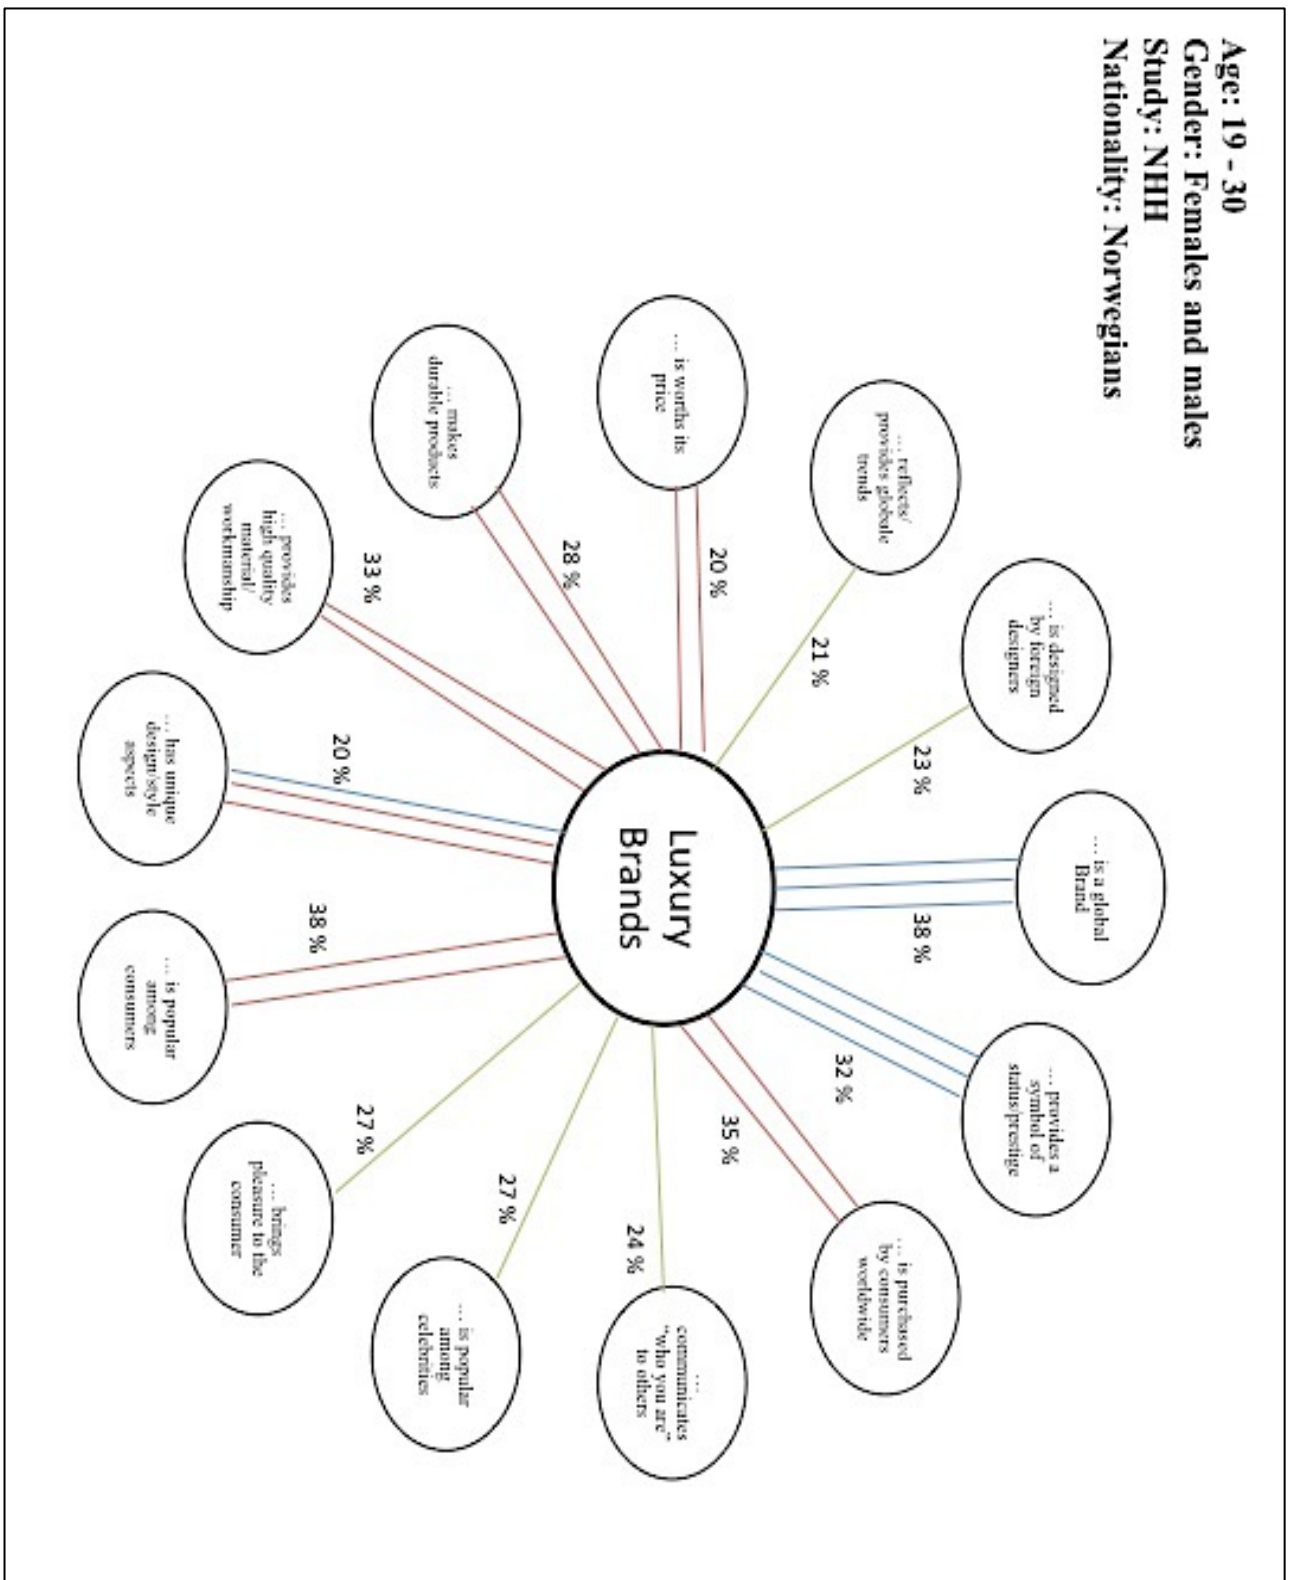 Age: 19 - 30
Gender: Females and males
Study: NHH
Nationality: Norwegians
… is a global
Brand
38 %
… provides a
symbol of
status/prestige
32 %
… is purchased
by consumers
worldwide
35 %
…
communicates
"who you are"
to others
24 %
… is popular
among
celebrities
27 %
… brings
pleasure to the
consumer
27 %
… is popular
among
consumers
38 %
… has unique
design/style
aspects
20 %
… provides
high quality
material/
workmanship
33 %
… makes
durable products
28 %
… is worths its
price
20 %
… reflects/
provides globale
trends
21 %
… is designed
by foreign
designers
23 %
Luxury
Brands